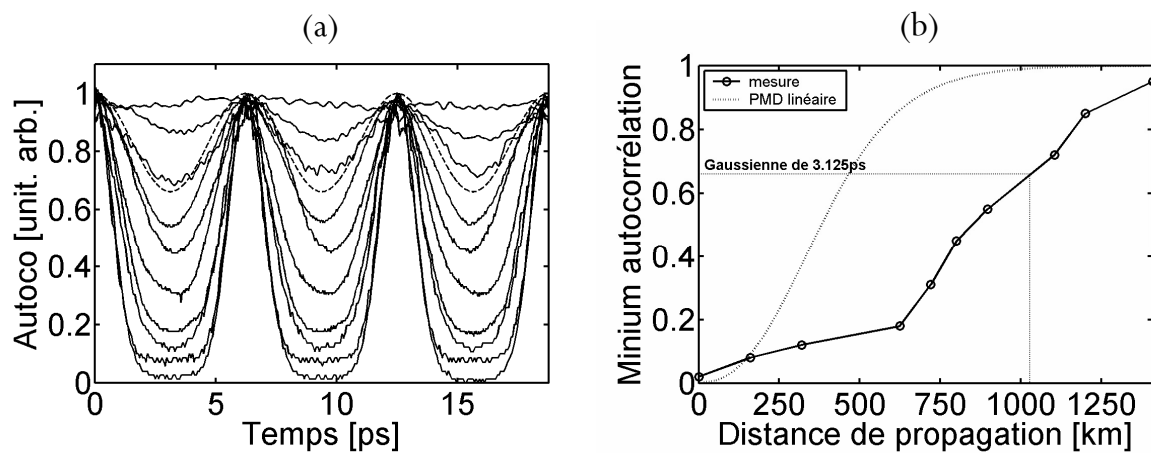 (a)
(b)
1
0.8
0.6
0.4
0.2
0
Autoco [unit. arb.]
0
5
10
15
Temps [ps]
1
0.8
0.6
0.4
0.2
0
Minium autocorrélation
mesure
PMD linéaire
Gaussienne de 3.125ps
0
250
500
750
1000
1250
Distance de propagation [km]